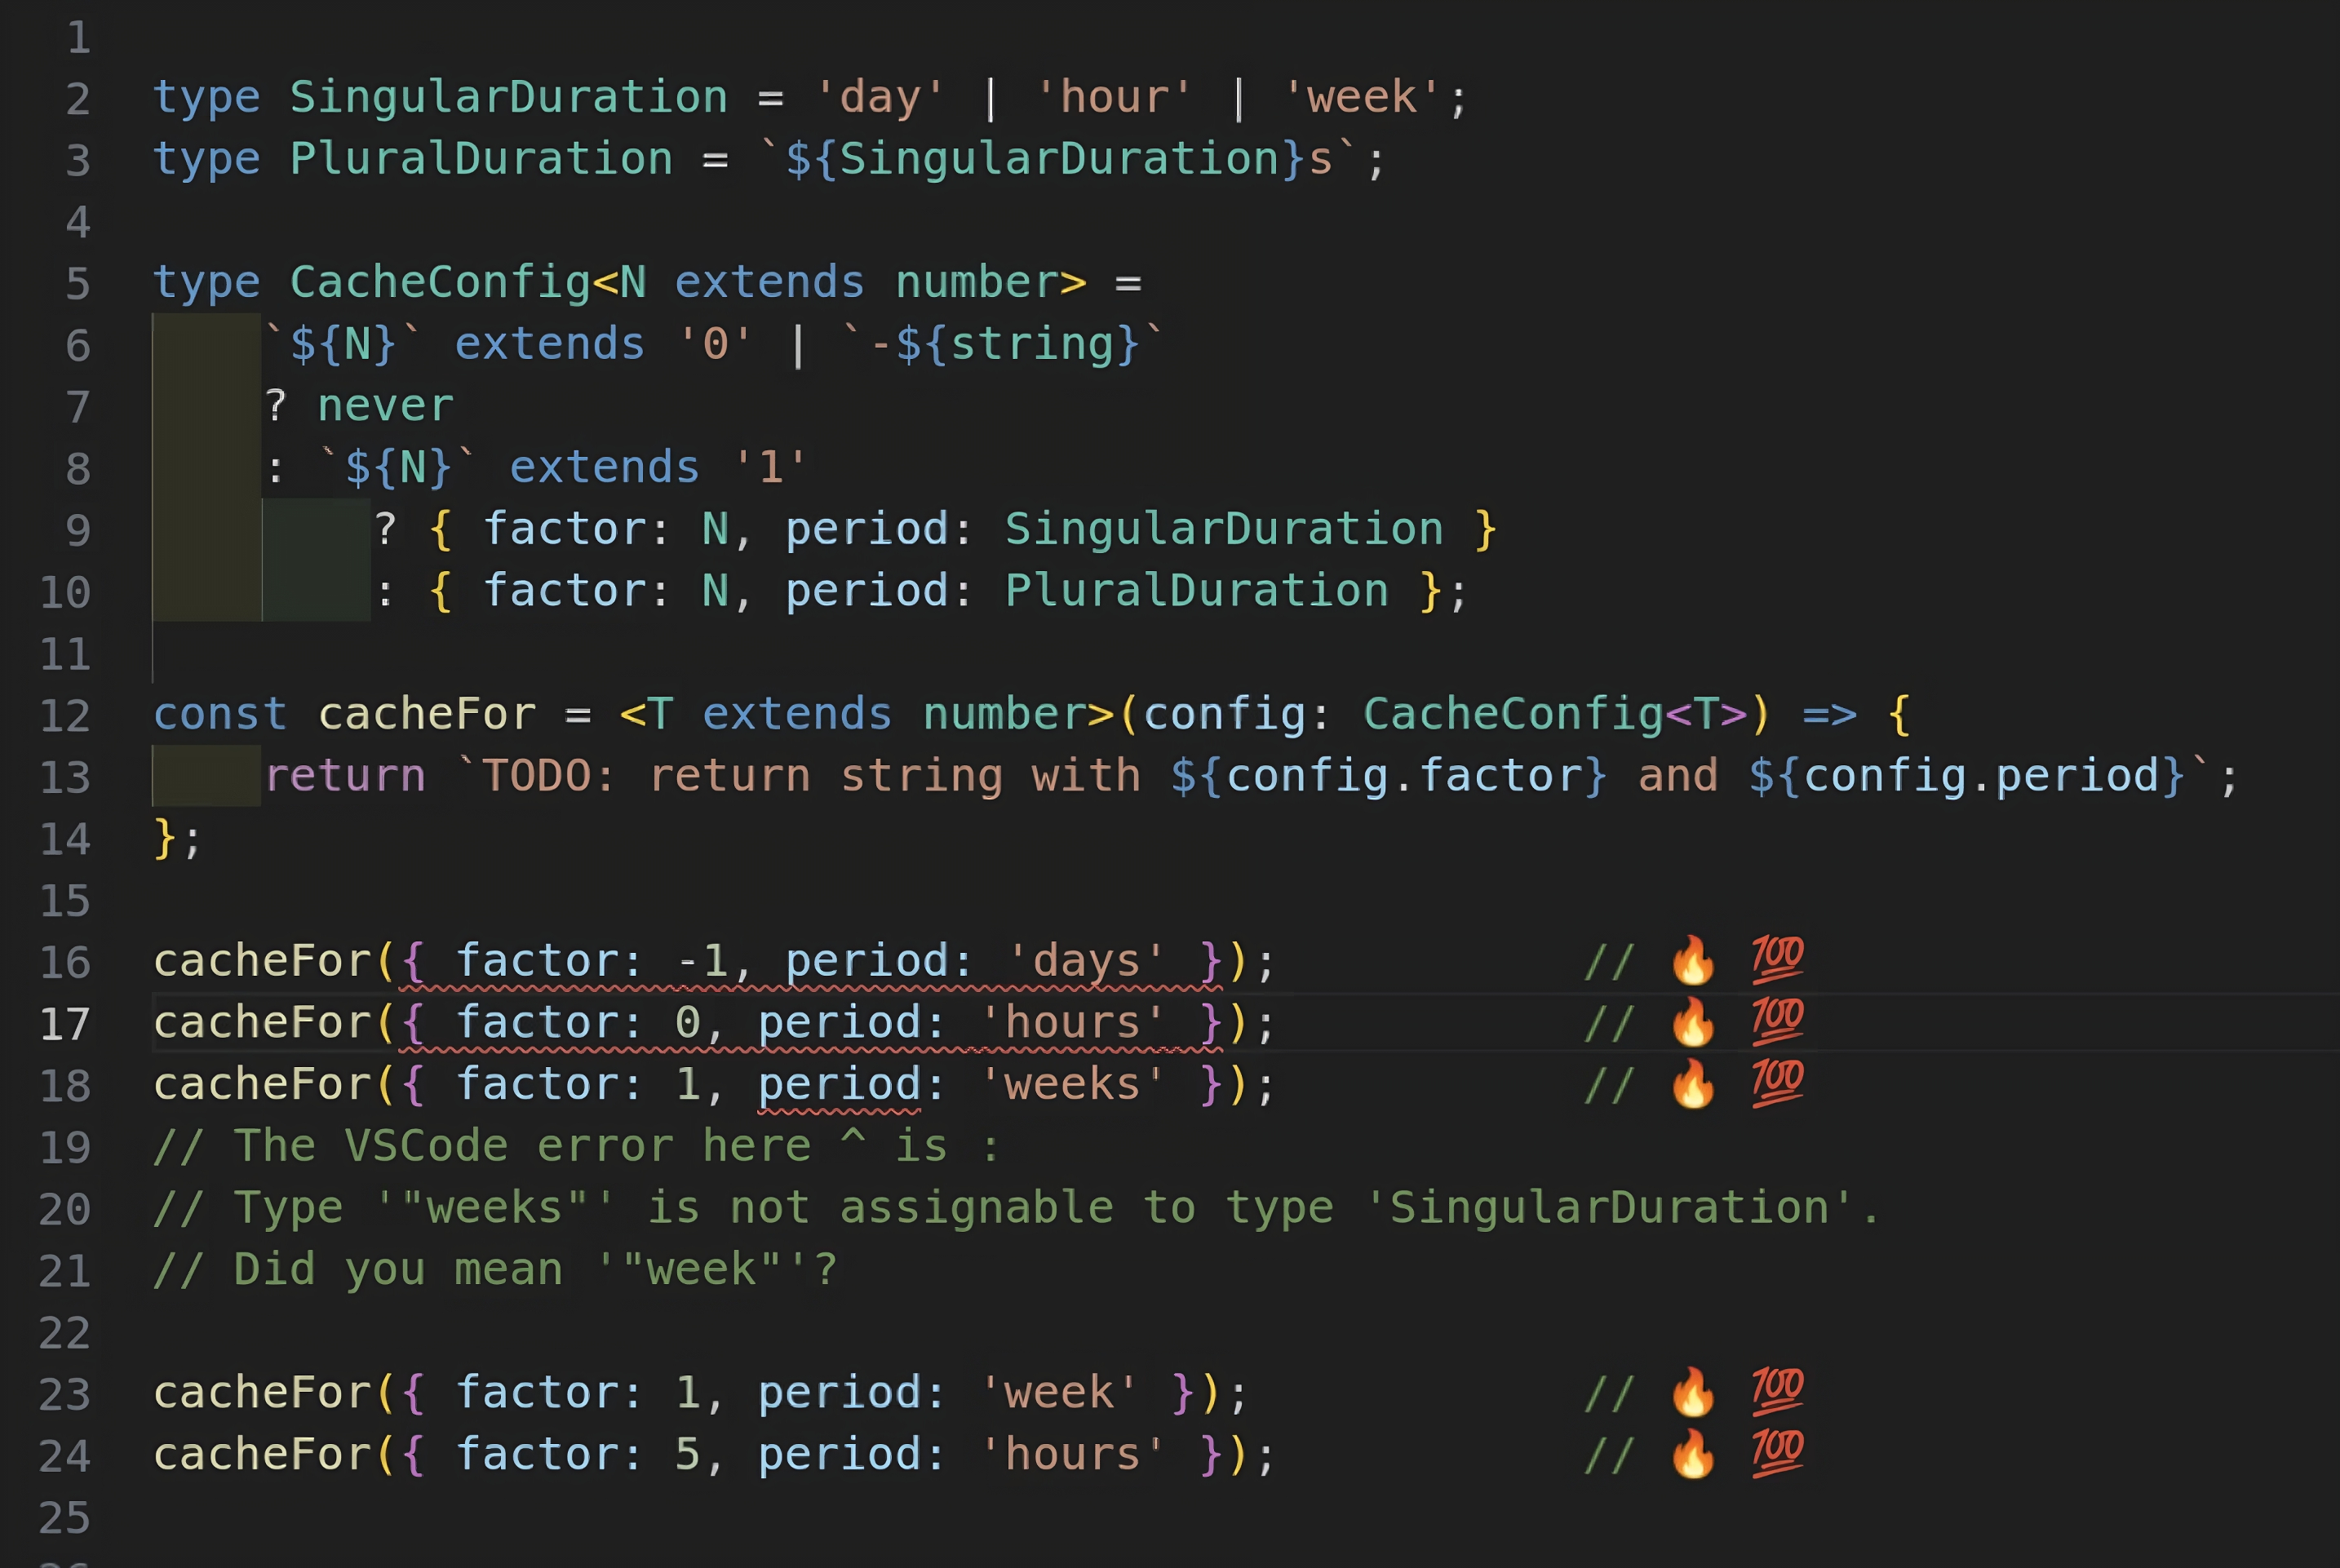 1
2 type SingularDuration = 'day' | 'hour' | 'week';
3 type PluralDuration = `${SingularDuration}s`;
4
5 type CacheConfig<N extends number> =
6     `${N}` extends '0' | `-${string}`
7     ? never
8     : `${N}` extends '1'
9         ? { factor: N, period: SingularDuration }
10         : { factor: N, period: PluralDuration };
11
12 const cacheFor = <T extends number>(config: CacheConfig<T>) => {
13     return `TODO: return string with ${config.factor} and ${config.period}`;
14 };
15
16 cacheFor({ factor: -1, period: 'days' });            // 🔥 💯
17 cacheFor({ factor: 0, period: 'hours' });            // 🔥 💯
18 cacheFor({ factor: 1, period: 'weeks' });            // 🔥 💯
19 // The VSCode error here ^ is :
20 // Type '"weeks"' is not assignable to type 'SingularDuration'.
21 // Did you mean '"week"'?
22
23 cacheFor({ factor: 1, period: 'week' });             // 🔥 💯
24 cacheFor({ factor: 5, period: 'hours' });            // 🔥 💯
25